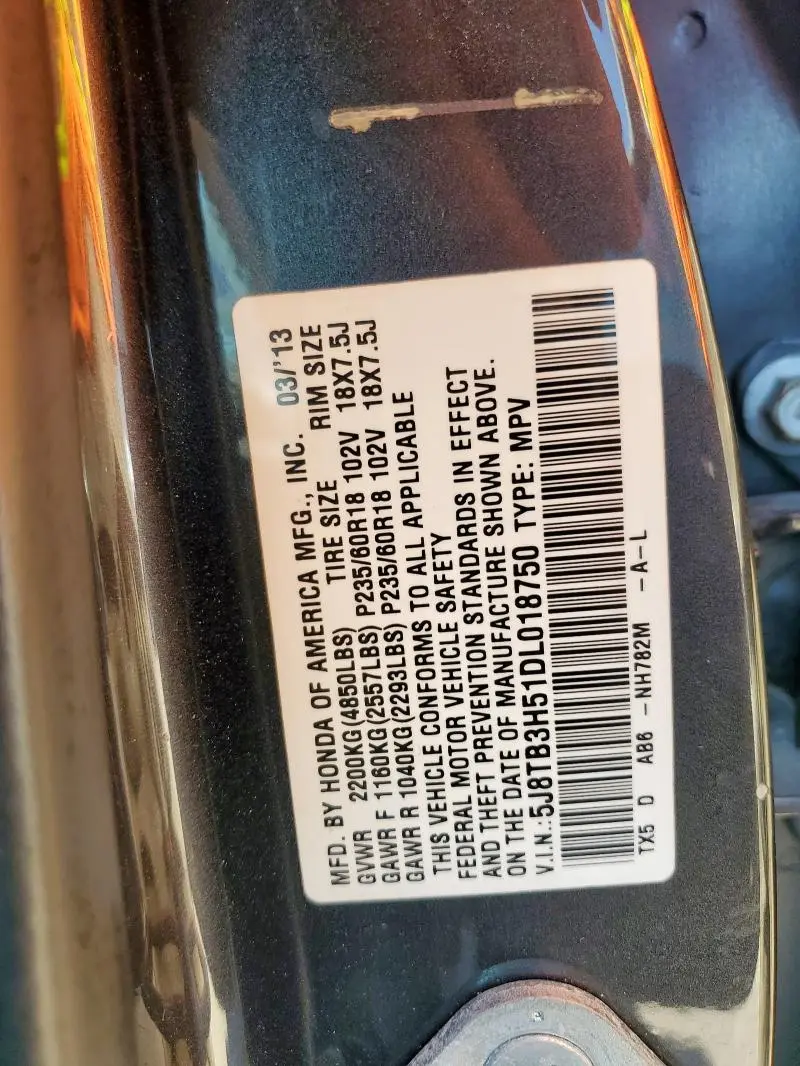 MFD. BY HONDA OF AMERICA MFG., INC. 03/'13
GVWR 2200KG(4850LBS) TIRE SIZE RIM SIZE
GAWR F 1160KG(2557LBS) P235/60R18 102V 18X7.5J
GAWR R 1040KG(2293LBS) P235/60R18 102V 18X7.5J
THIS VEHICLE CONFORMS TO ALL APPLICABLE
FEDERAL MOTOR VEHICLE SAFETY
AND THEFT PREVENTION STANDARDS IN EFFECT
ON THE DATE OF MANUFACTURE SHOWN ABOVE.
V.I.N.:5J8TB3H51DL018750 TYPE: MPV
TX5 D AB6 -NH782M -A-L